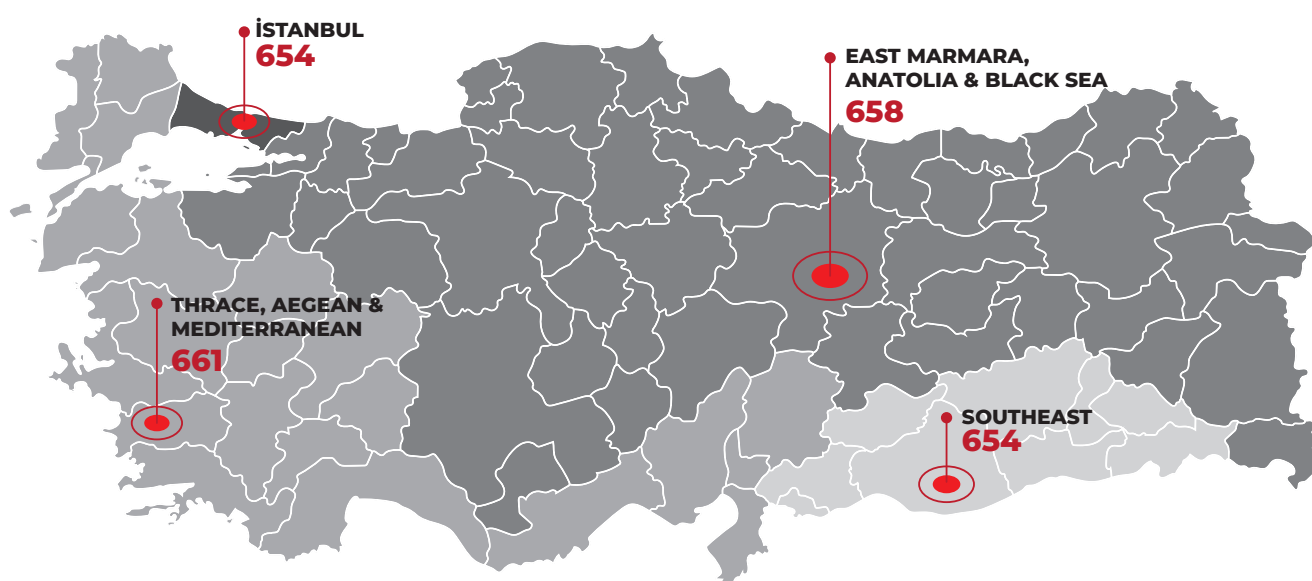 İSTANBUL
654
EAST MARMARA,
ANATOLIA & BLACK SEA
658
THRACE, AEGEAN &
MEDITERRANEAN
661
SOUTHEAST
654